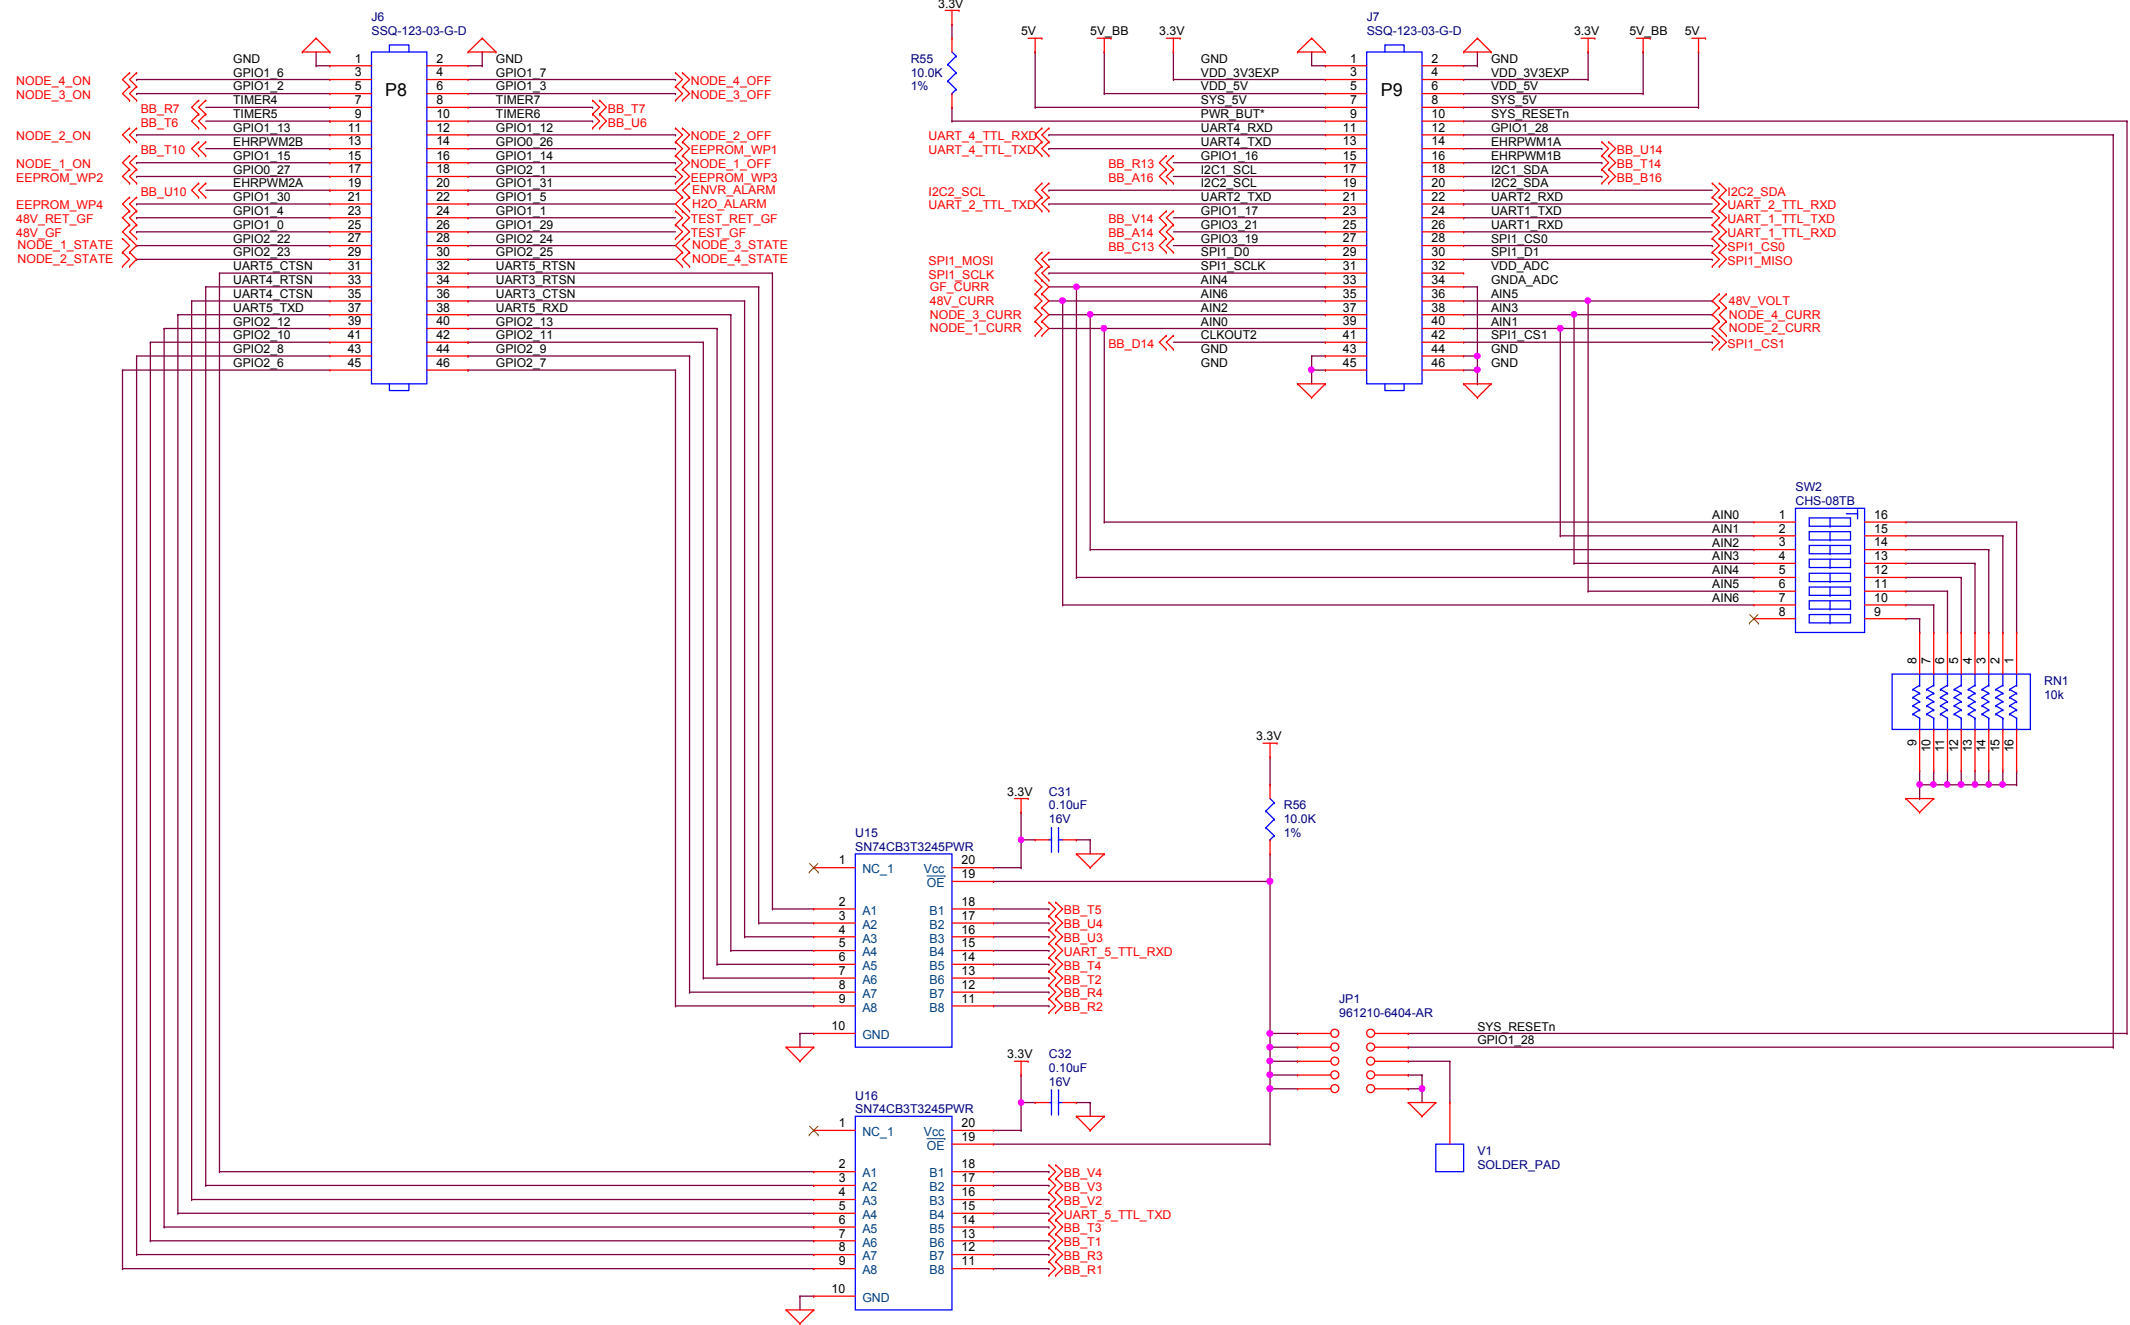 J6
SSQ-123-03-G-D
P8
GND 1 2 GND
NODE_4_ON GPIO1_6 3 4 GPIO1_7 NODE_4_OFF
NODE_3_ON GPIO1_2 5 6 GPIO1_3 NODE_3_OFF
BB_R7 TIMER4 7 8 TIMER7 BB_T7
BB_T6 TIMER5 9 10 TIMER6 BB_U6
NODE_2_ON GPIO1_13 11 12 GPIO1_12 NODE_2_OFF
BB_T10 EHRPWM2B 13 14 GPIO0_26 EEPROM_WP1
NODE_1_ON GPIO1_15 15 16 GPIO1_14 NODE_1_OFF
EEPROM_WP2 GPIO0_27 17 18 GPIO2_1 EEPROM_WP3
BB_U10 EHRPWM2A 19 20 GPIO1_31 ENVR_ALARM
EEPROM_WP4 GPIO1_30 21 22 GPIO1_5 H2O_ALARM
48V_RET_GF GPIO1_4 23 24 GPIO1_1 TEST_RET_GF
48V_GF GPIO1_0 25 26 GPIO1_29 TEST_GF
NODE_1_STATE GPIO2_22 27 28 GPIO2_24 NODE_3_STATE
NODE_2_STATE GPIO2_23 29 30 GPIO2_25 NODE_4_STATE
UART5_CTSN 31 32 UART5_RTSN
UART4_RTSN 33 34 UART3_RTSN
UART4_CTSN 35 36 UART3_CTSN
UART5_TXD 37 38 UART5_RXD
GPIO2_12 39 40 GPIO2_13
GPIO2_10 41 42 GPIO2_11
GPIO2_8 43 44 GPIO2_9
GPIO2_6 45 46 GPIO2_7
3.3V
R55
10.0K
1%
5V 5V_BB 3.3V
J7
SSQ-123-03-G-D
P9
3.3V 5V_BB 5V
GND 1 2 GND
VDD_3V3EXP 3 4 VDD_3V3EXP
VDD_5V 5 6 VDD_5V
SYS_5V 7 8 SYS_5V
PWR_BUT* 9 10 SYS_RESETn
UART_4_TTL_RXD UART4_RXD 11 12 GPIO1_28
UART_4_TTL_TXD UART4_TXD 13 14 EHRPWM1A BB_U14
BB_R13 GPIO1_16 15 16 EHRPWM1B BB_T14
BB_A16 I2C1_SCL 17 18 I2C1_SDA BB_B16
I2C2_SCL I2C2_SCL 19 20 I2C2_SDA I2C2_SDA
UART_2_TTL_TXD UART2_TXD 21 22 UART2_RXD UART_2_TTL_RXD
BB_V14 GPIO1_17 23 24 UART1_TXD UART_1_TTL_TXD
BB_A14 GPIO3_21 25 26 UART1_RXD UART_1_TTL_RXD
BB_C13 GPIO3_19 27 28 SPI1_CS0 SPI1_CS0
SPI1_MOSI SPI1_D0 29 30 SPI1_D1 SPI1_MISO
SPI1_SCLK SPI1_SCLK 31 32 VDD_ADC
GF_CURR AIN4 33 34 GNDA_ADC
48V_CURR AIN6 35 36 AIN5 48V_VOLT
NODE_3_CURR AIN2 37 38 AIN3 NODE_4_CURR
NODE_1_CURR AIN0 39 40 AIN1 NODE_2_CURR
BB_D14 CLKOUT2 41 42 SPI1_CS1 SPI1_CS1
GND 43 44 GND
GND 45 46 GND
SW2
CHS-08TB
AIN0 1 16
AIN1 2 15
AIN2 3 14
AIN3 4 13
AIN4 5 12
AIN5 6 11
AIN6 7 10
8 9
8 7 6 5 4 3 2 1
RN1
10k
9 10 11 12 13 14 15 16
3.3V
R56
10.0K
1%
3.3V
C31
0.10uF
16V
U15
SN74CB3T3245PWR
1 NC_1 Vcc 20
OE 19
2 A1 B1 18 BB_T5
3 A2 B2 17 BB_U4
4 A3 B3 16 BB_U3
5 A4 B4 15 UART_5_TTL_RXD
6 A5 B5 14 BB_T4
7 A6 B6 13 BB_T2
8 A7 B7 12 BB_R4
9 A8 B8 11 BB_R2
10 GND
JP1
961210-6404-AR
SYS_RESETn
GPIO1_28
V1
SOLDER_PAD
3.3V
C32
0.10uF
16V
U16
SN74CB3T3245PWR
1 NC_1 Vcc 20
OE 19
2 A1 B1 18 BB_V4
3 A2 B2 17 BB_V3
4 A3 B3 16 BB_V2
5 A4 B4 15 UART_5_TTL_TXD
6 A5 B5 14 BB_T3
7 A6 B6 13 BB_T1
8 A7 B7 12 BB_R3
9 A8 B8 11 BB_R1
10 GND